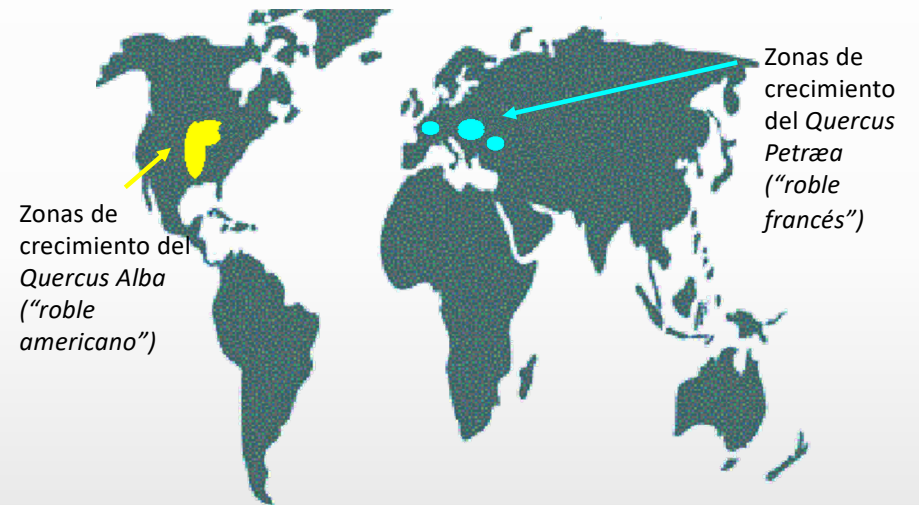 Zonas de
crecimiento del
Quercus Alba
(“roble
americano”)
Zonas de
crecimiento
del Quercus
Petræa
(“roble
francés”)